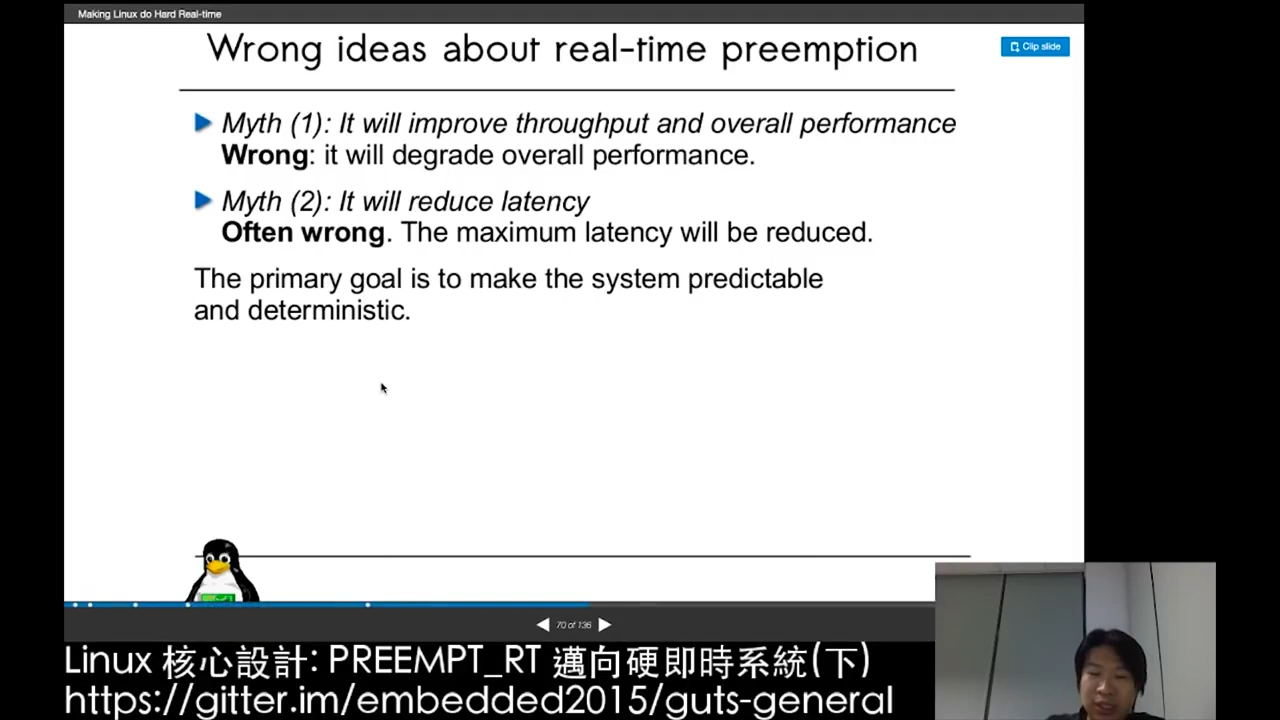 Making Linux do Hard Real-time
Wrong ideas about real-time preemption
Clip slide
Myth (1): It will improve throughput and overall performance
Wrong: it will degrade overall performance.
Myth (2): It will reduce latency
Often wrong. The maximum latency will be reduced.
The primary goal is to make the system predictable
and deterministic.
70 of 136
Linux 核心設計: PREEMPT_RT 邁向硬即時系統(下)
https://gitter.im/embedded2015/guts-general